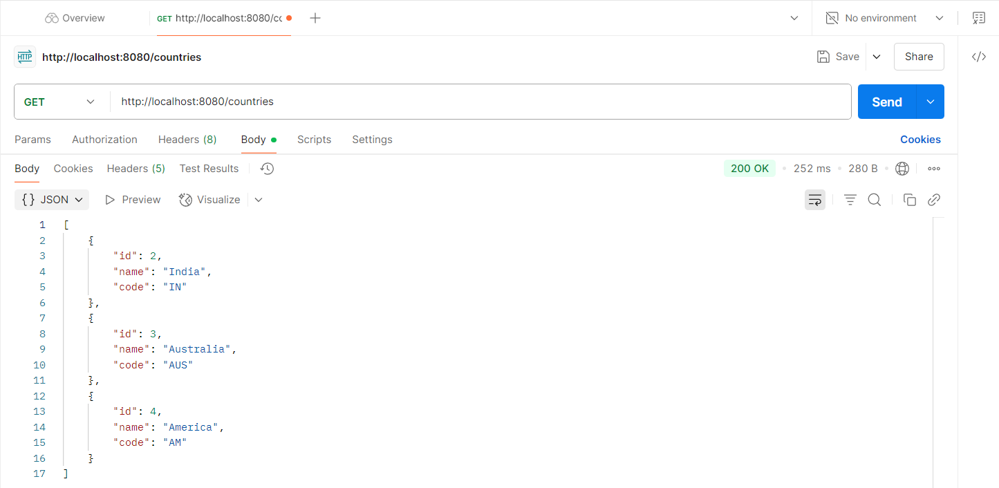 Overview
GET http://localhost:8080/cc
No environment
HTTP http://localhost:8080/countries
Save
Share
GET http://localhost:8080/countries
Send
Params Authorization Headers (8) Body Scripts Settings
Cookies
Body Cookies Headers (5) Test Results
200 OK 252 ms 280 B
{} JSON Preview Visualize
1 [
2 {
3 "id": 2,
4 "name": "India",
5 "code": "IN"
6 },
7 {
8 "id": 3,
9 "name": "Australia",
10 "code": "AUS"
11 },
12 {
13 "id": 4,
14 "name": "America",
15 "code": "AM"
16 }
17 ]